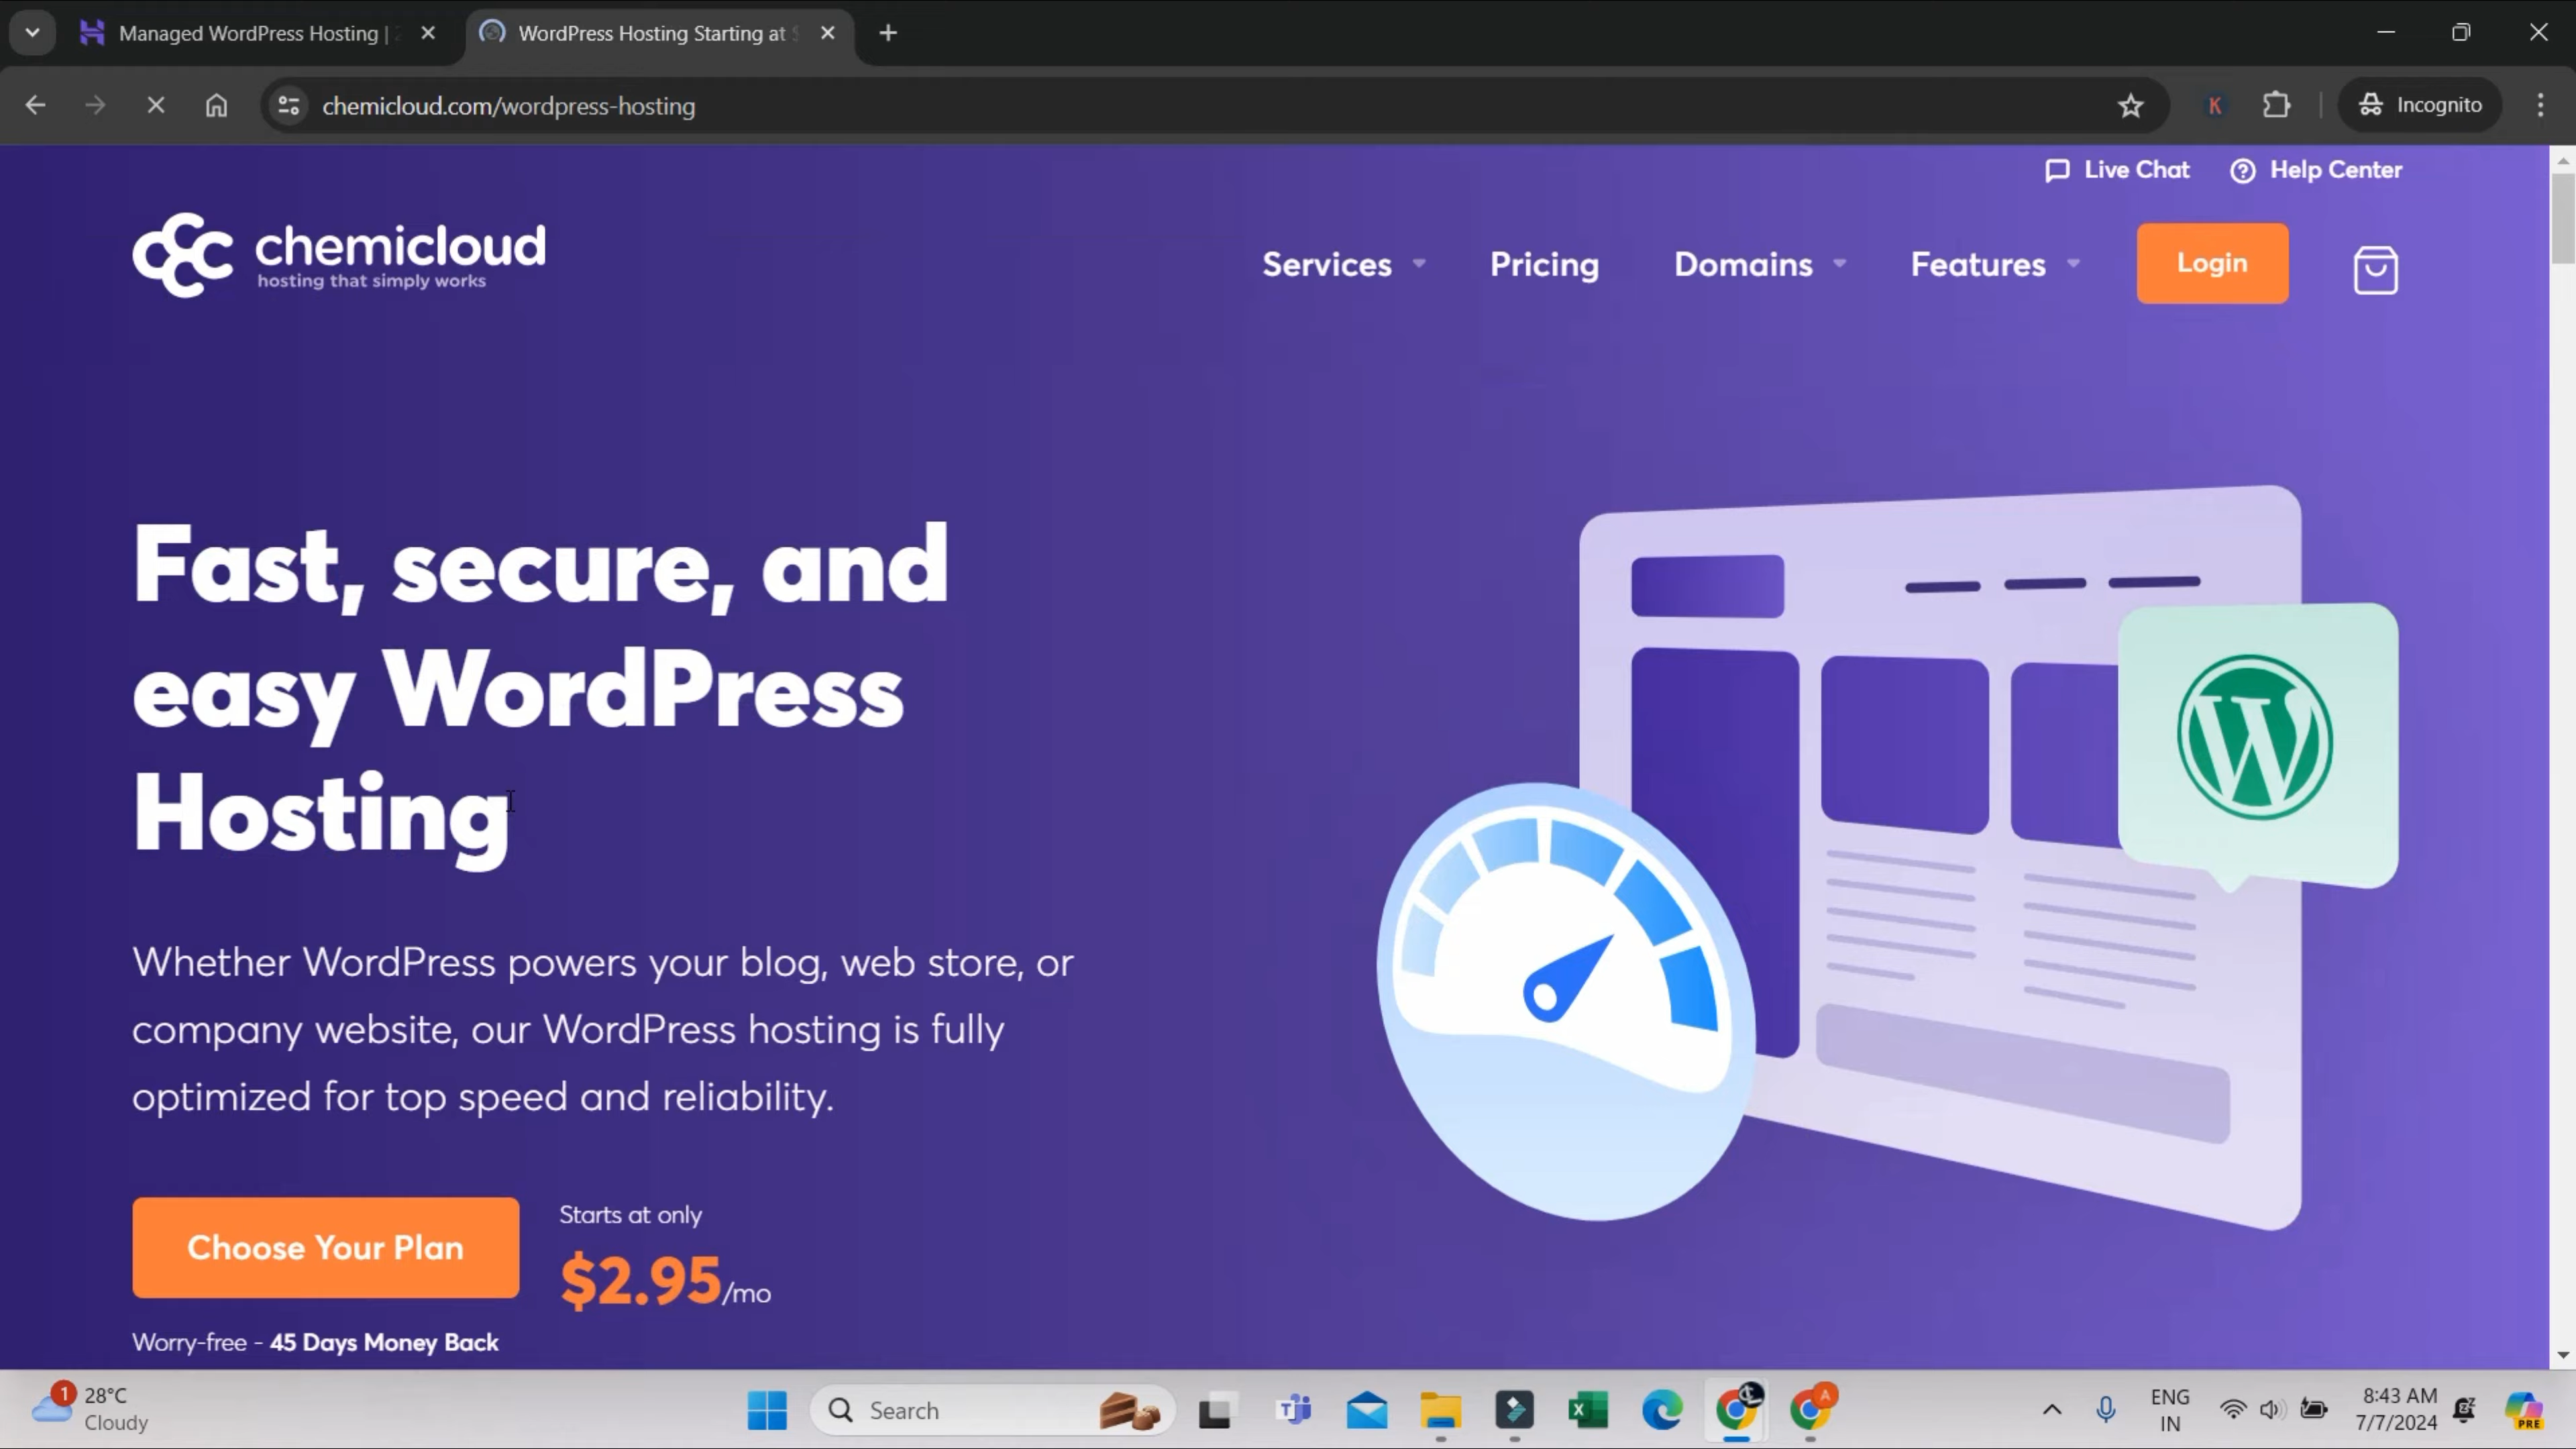 Managed WordPress Hosting | 2
WordPress Hosting Starting at $
chemicloud.com/wordpress-hosting
K
Incognito
Live Chat
Help Center
chemicloud
hosting that simply works
Services
Pricing
Domains
Features
Login
Fast, secure, and
easy WordPress
Hosting
Whether WordPress powers your blog, web store, or
company website, our WordPress hosting is fully
optimized for top speed and reliability.
Choose Your Plan
Starts at only
$2.95/mo
Worry-free - 45 Days Money Back
W
1
28°C
Cloudy
Search
A
ENG
IN
8:43 AM
7/7/2024
PRE